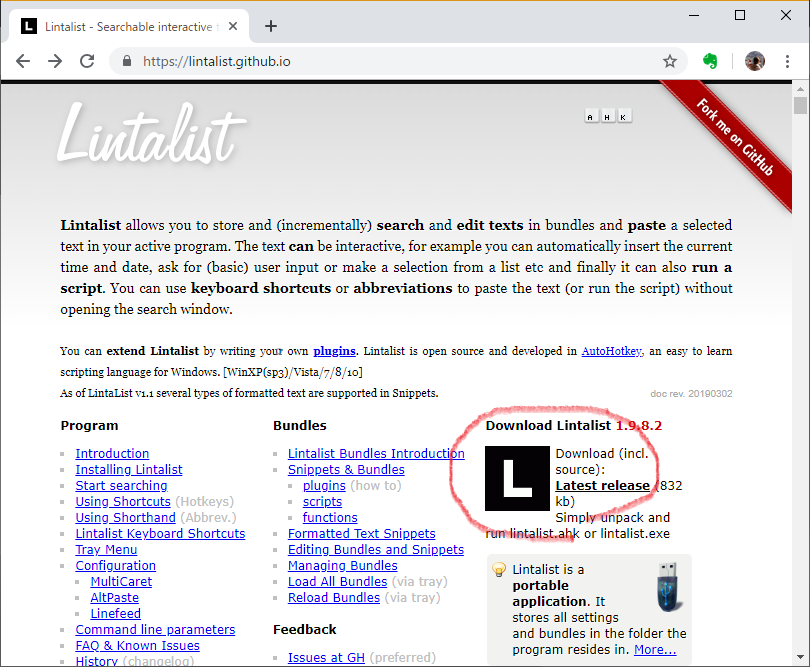 Lintalist - Searchable interactive
https://lintalist.github.io
Lintalist
A H K
Fork me on GitHub
Lintalist allows you to store and (incrementally) search and edit texts in bundles and paste a selected
text in your active program. The text can be interactive, for example you can automatically insert the current
time and date, ask for (basic) user input or make a selection from a list etc and finally it can also run a
script. You can use keyboard shortcuts or abbreviations to paste the text (or run the script) without
opening the search window.
You can extend Lintalist by writing your own plugins. Lintalist is open source and developed in AutoHotkey, an easy to learn
scripting language for Windows. [WinXP(sp3)/Vista/7/8/10]
As of LintaList v1.1 several types of formatted text are supported in Snippets.
doc rev. 20190302
Program
Introduction
Installing Lintalist
Start searching
Using Shortcuts (Hotkeys)
Using Shorthand (Abbrev.)
Lintalist Keyboard Shortcuts
Tray Menu
Configuration
MultiCaret
AltPaste
Linefeed
Command line parameters
FAQ & Known Issues
History (changelog)
Bundles
Lintalist Bundles Introduction
Snippets & Bundles
plugins (how to)
scripts
functions
Formatted Text Snippets
Editing Bundles and Snippets
Managing Bundles
Load All Bundles (via tray)
Reload Bundles (via tray)
Feedback
Issues at GH (preferred)
Download Lintalist 1.9.8.2
L
Download (incl.
source):
Latest release (832
kb)
Simply unpack and
run lintalist.ahk or lintalist.exe
Lintalist is a
portable
application. It
stores all settings
and bundles in the folder the
program resides in. More...